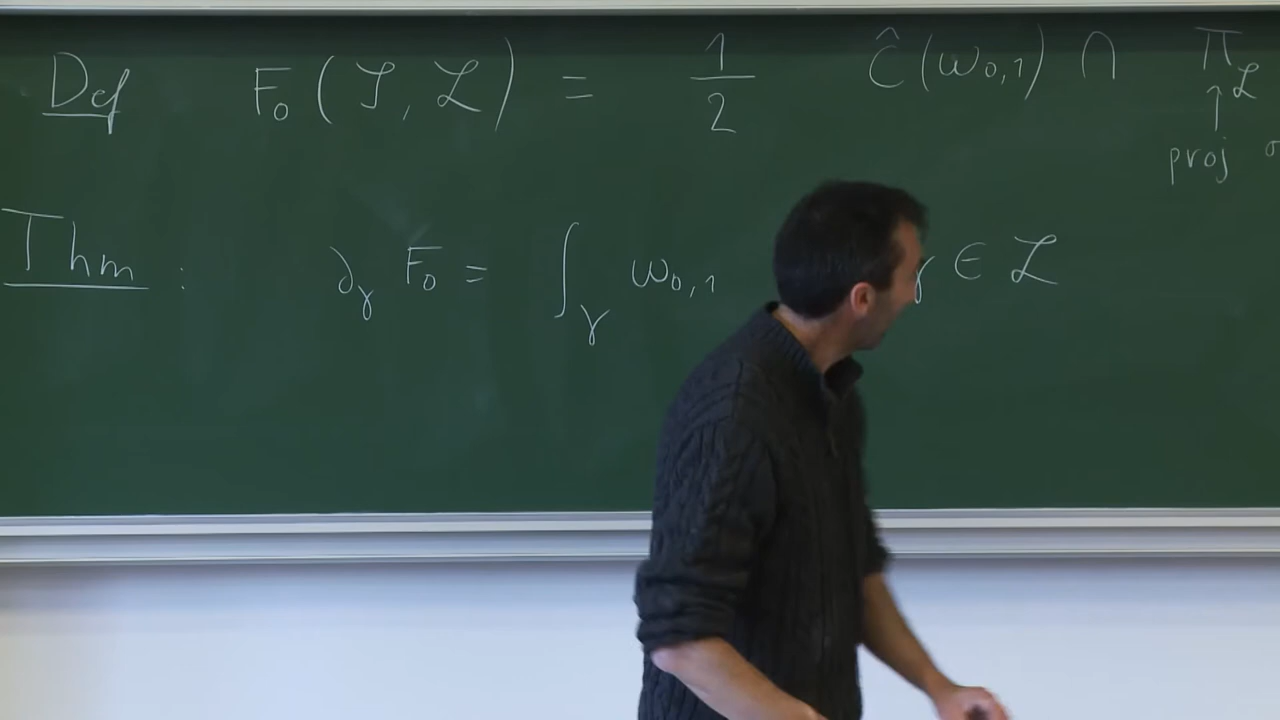 Def F₀(𝒮, ℒ) = 1/2 Ĉ(ω₀,₁) ∩ Π_ℒ
↑
proj
Thm : ∂_γ F₀ = ∫_γ ω₀,₁ γ ∈ ℒ